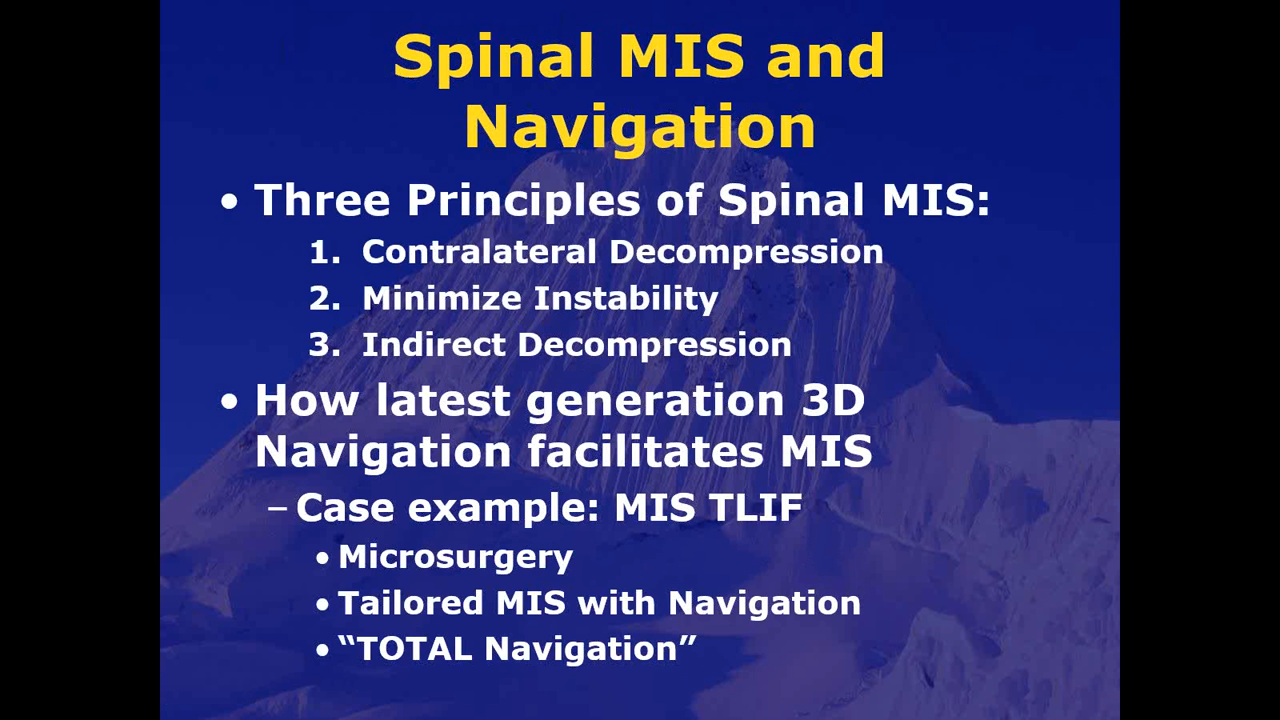 Spinal MIS and
Navigation
• Three Principles of Spinal MIS:
1. Contralateral Decompression
2. Minimize Instability
3. Indirect Decompression
• How latest generation 3D
Navigation facilitates MIS
– Case example: MIS TLIF
• Microsurgery
• Tailored MIS with Navigation
• “TOTAL Navigation”